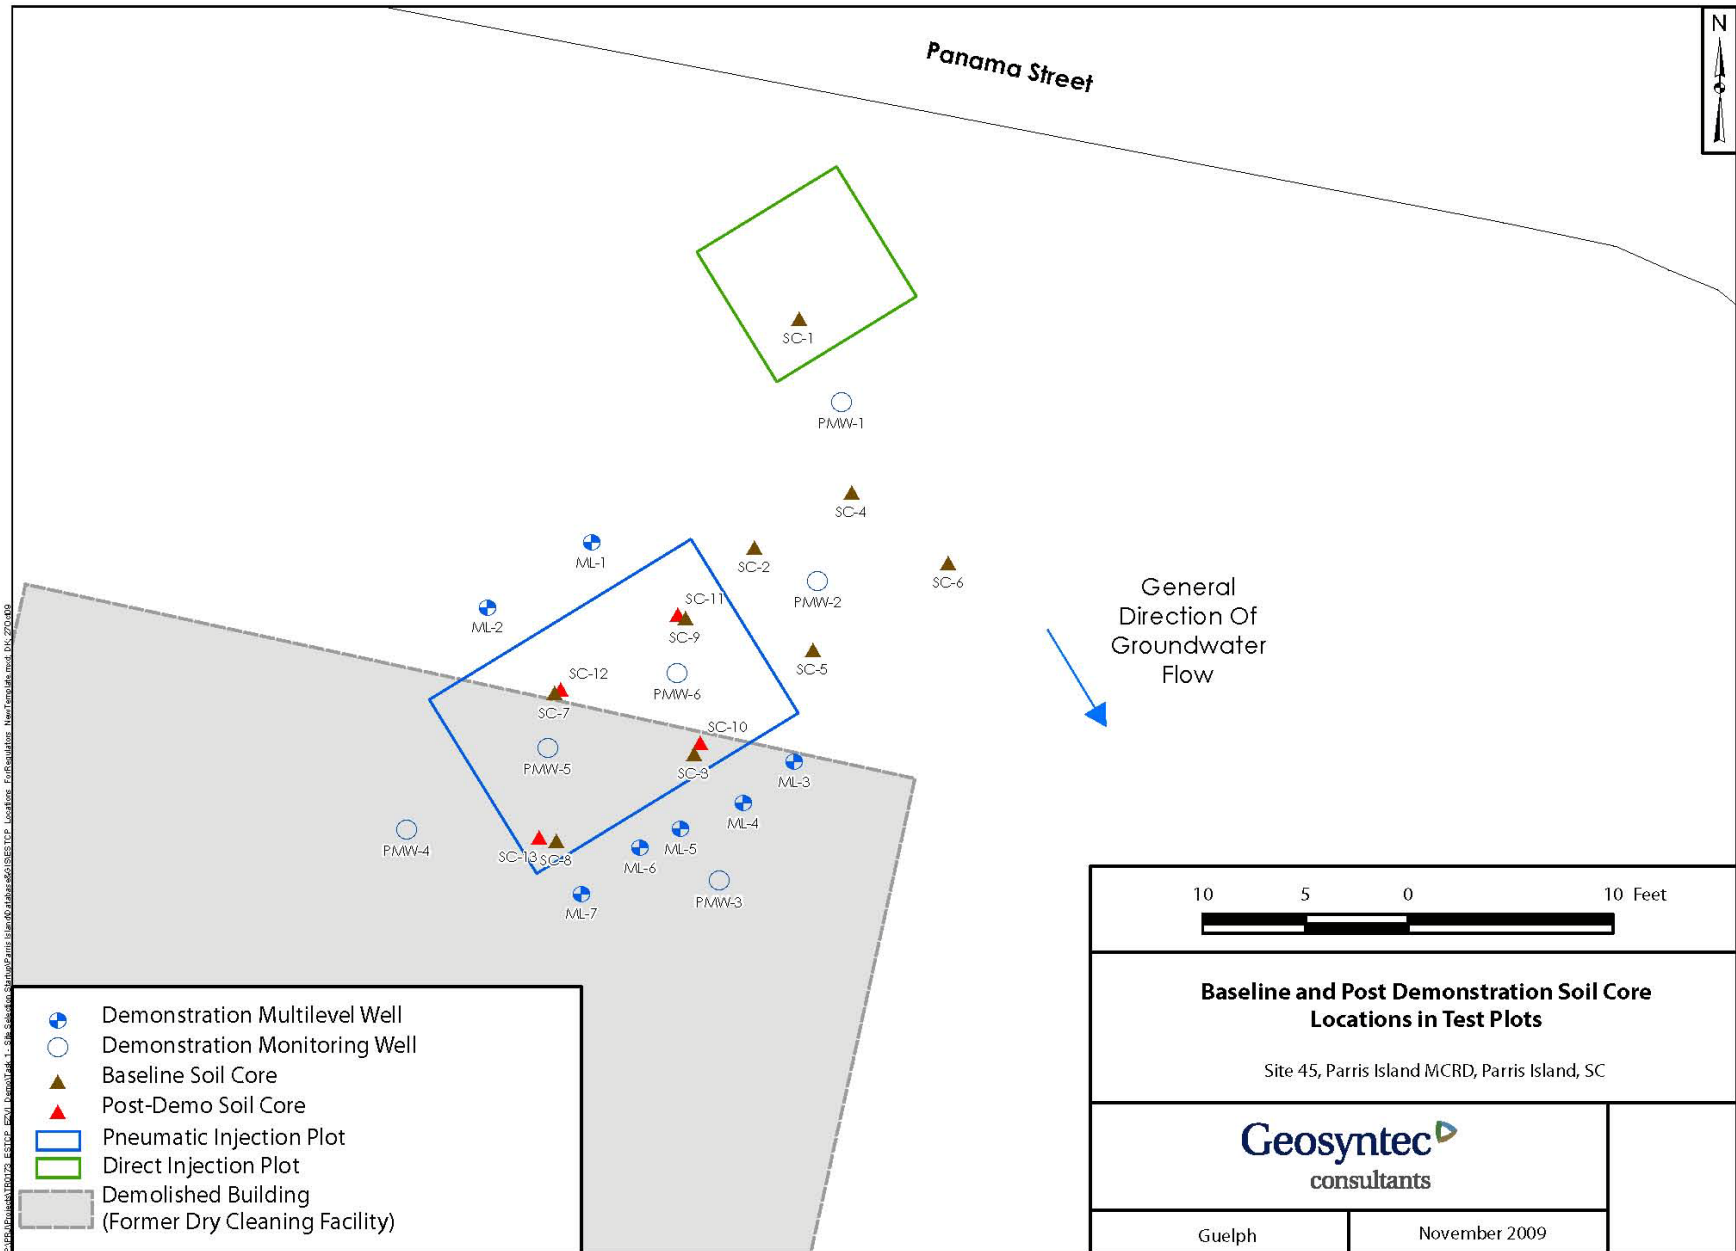 Panama Street
N
SC-1
PMW-1
SC-4
SC-2
SC-6
PMW-2
SC-5
ML-1
ML-2
SC-11
SC-9
PMW-6
SC-12
SC-7
SC-10
SC-3
PMW-5
ML-3
ML-4
ML-5
ML-6
PMW-4
SC-13
SC-8
PMW-3
ML-7
General
Direction Of
Groundwater
Flow
Demonstration Multilevel Well
Demonstration Monitoring Well
Baseline Soil Core
Post-Demo Soil Core
Pneumatic Injection Plot
Direct Injection Plot
Demolished Building
(Former Dry Cleaning Facility)
10 5 0 10 Feet
Baseline and Post Demonstration Soil Core
Locations in Test Plots
Site 45, Parris Island MCRD, Parris Island, SC
Geosyntec
consultants
Guelph
November 2009